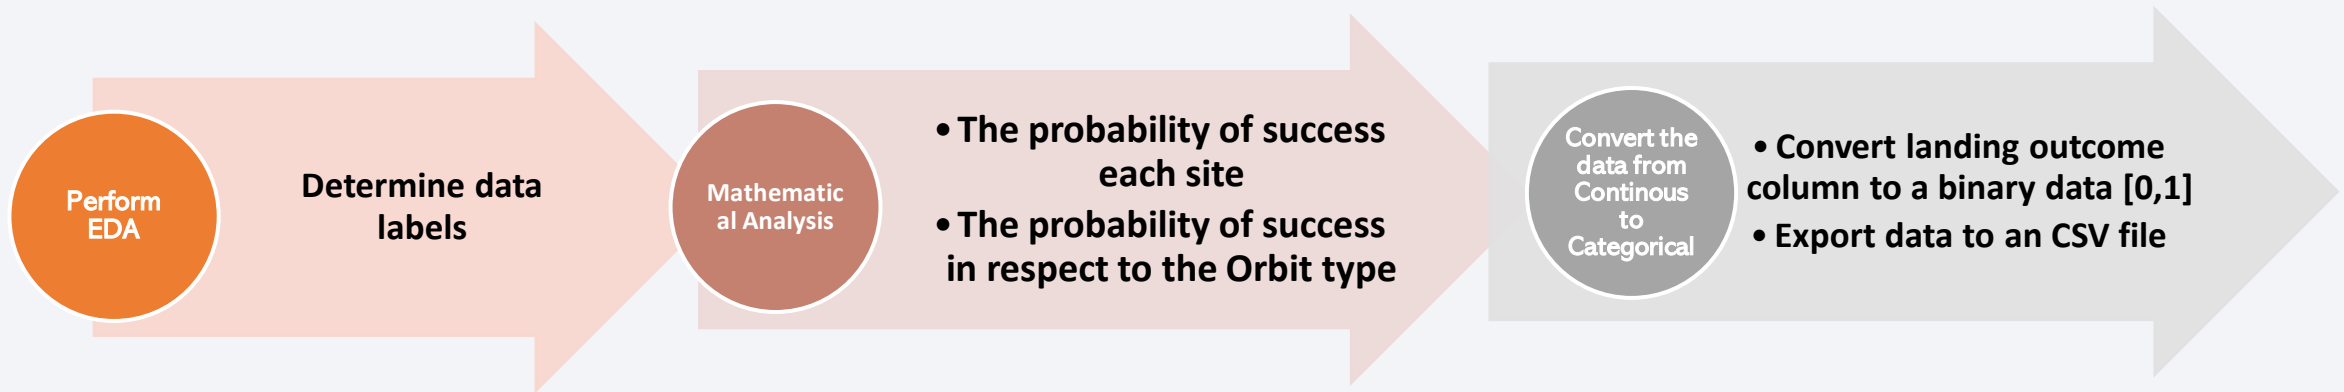 Perform
EDA
Determine data
labels
Mathematic
al Analysis
• The probability of success
each site
• The probability of success
in respect to the Orbit type
Convert the
data from
Continous
to
Categorical
• Convert landing outcome
column to a binary data [0,1]
• Export data to an CSV file